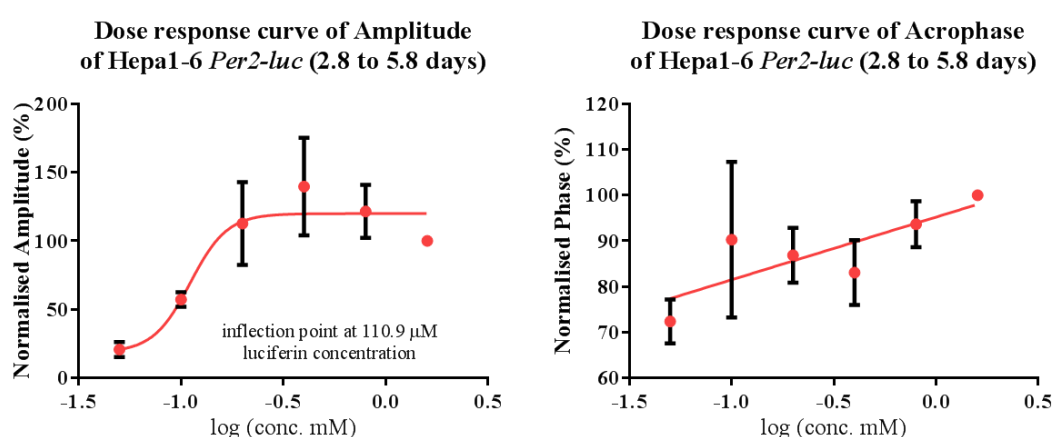 Dose response curve of Amplitude
of Hepa1-6 Per2-luc (2.8 to 5.8 days)
Normalised Amplitude (%)
200
150
100
50
0
inflection point at 110.9 μM
luciferin concentration
-1.5
-1.0
-0.5
0.0
0.5
log (conc. mM)
Dose response curve of Acrophase
of Hepa1-6 Per2-luc (2.8 to 5.8 days)
Normalised Phase (%)
120
110
100
90
80
70
60
-1.5
-1.0
-0.5
0.0
0.5
log (conc. mM)